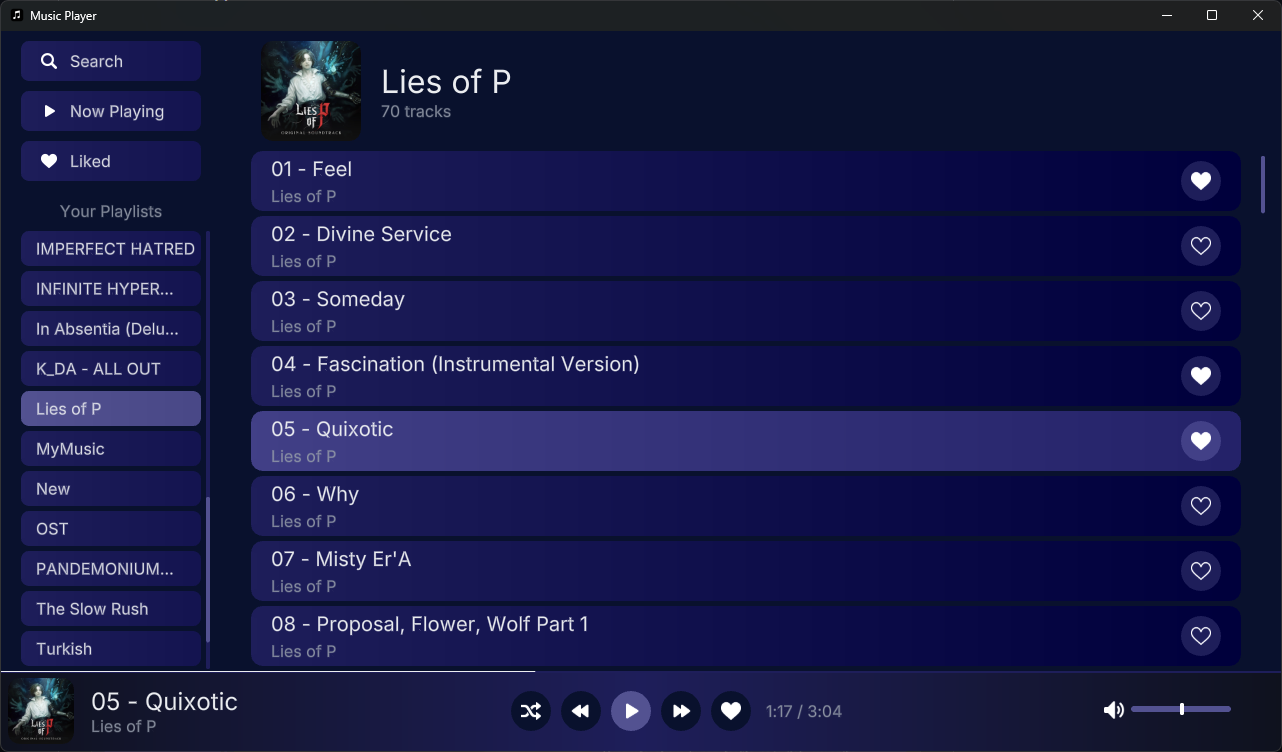 Music Player
Search
Now Playing
Liked
Your Playlists
IMPERFECT HATRED
INFINITE HYPER...
In Absentia (Delu...
K_DA - ALL OUT
Lies of P
MyMusic
New
OST
PANDEMONIUM...
The Slow Rush
Turkish
LIES
OF P
ORIGINAL SOUNDTRACK
Lies of P
70 tracks
01 - Feel
Lies of P
02 - Divine Service
Lies of P
03 - Someday
Lies of P
04 - Fascination (Instrumental Version)
Lies of P
05 - Quixotic
Lies of P
06 - Why
Lies of P
07 - Misty Er'A
Lies of P
08 - Proposal, Flower, Wolf Part 1
Lies of P
LIES
OF P
05 - Quixotic
Lies of P
1:17 / 3:04